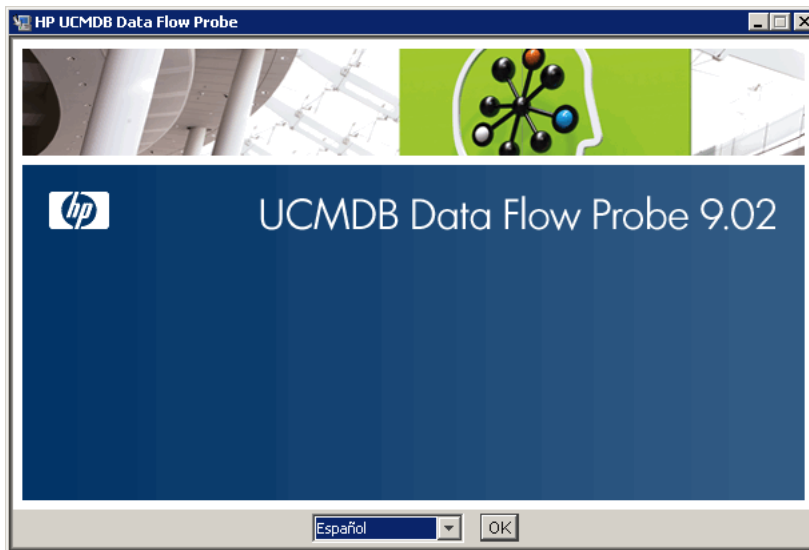 HP UCMDB Data Flow Probe
hp
UCMDB Data Flow Probe 9.02
Español
OK